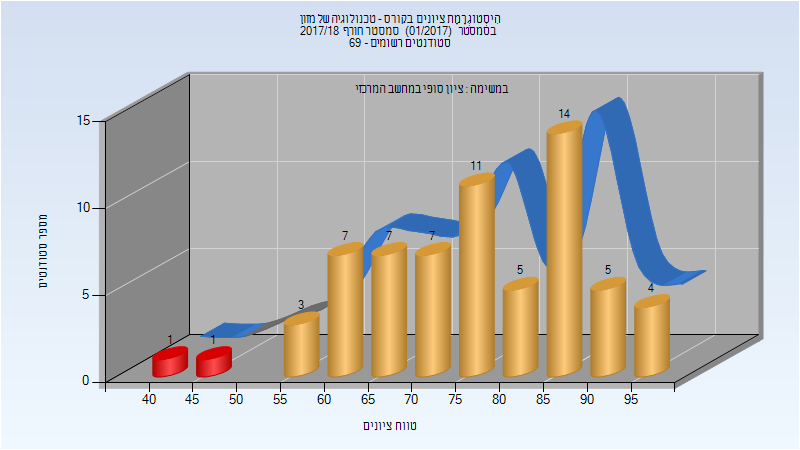 היסטוגרמת ציונים בקורס - טכנולוגיה של מזון
בסמסטר (01/2017) סמסטר חורף 2017/18
סטודנטים רשומים - 69
במשימה : ציון סופי במחשב המרכזי
מספר סטודנטים
15
10
5
0
1
1
3
7
7
7
11
5
14
5
4
40 45 50 55 60 65 70 75 80 85 90 95
טווח ציונים